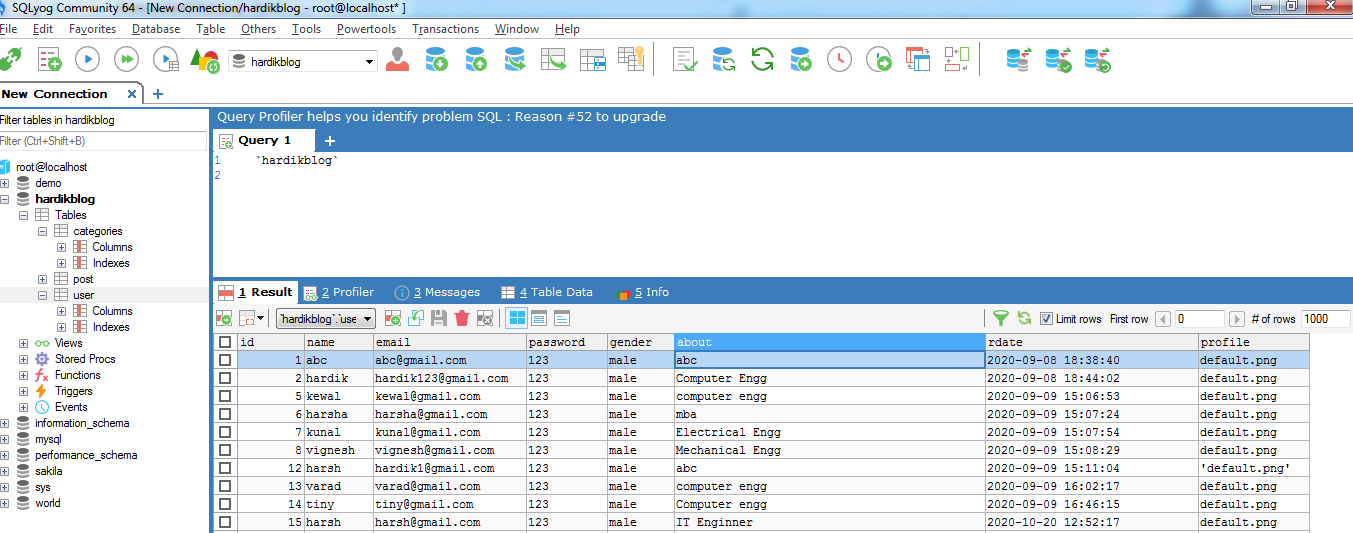 SQLyog Community 64 - [New Connection/hardikblog - root@localhost* ]
File Edit Favorites Database Table Others Tools Powertools Transactions Window Help
hardikblog
New Connection
Filter tables in hardikblog
Filter (Ctrl+Shift+B)
root@localhost
demo
hardikblog
Tables
categories
Columns
Indexes
post
user
Columns
Indexes
Views
Stored Procs
Functions
Triggers
Events
information_schema
mysql
performance_schema
sakila
sys
world
Query Profiler helps you identify problem SQL : Reason #52 to upgrade
Query 1
1 `hardikblog`
2
1 Result 2 Profiler 3 Messages 4 Table Data 5 Info
`hardikblog`.`use Limit rows First row 0 # of rows 1000
id name email password gender about rdate profile
1 abc abc@gmail.com 123 male abc 2020-09-08 18:38:40 default.png
2 hardik hardik123@gmail.com 123 male Computer Engg 2020-09-08 18:44:02 default.png
5 kewal kewal@gmail.com 123 male computer engg 2020-09-09 15:06:53 default.png
6 harsha harsha@gmail.com 123 male mba 2020-09-09 15:07:24 default.png
7 kunal kunal@gmail.com 123 male Electrical Engg 2020-09-09 15:07:54 default.png
8 vignesh vignesh@gmail.com 123 male Mechanical Engg 2020-09-09 15:08:29 default.png
12 harsh hardik1@gmail.com 123 male abc 2020-09-09 15:11:04 'default.png'
13 varad varad@gmail.com 123 male computer engg 2020-09-09 16:02:17 default.png
14 tiny tiny@gmail.com 123 male Computer engg 2020-09-09 16:46:15 default.png
15 harsh harsh@gmail.com 123 male IT Enginner 2020-10-20 12:52:17 default.png